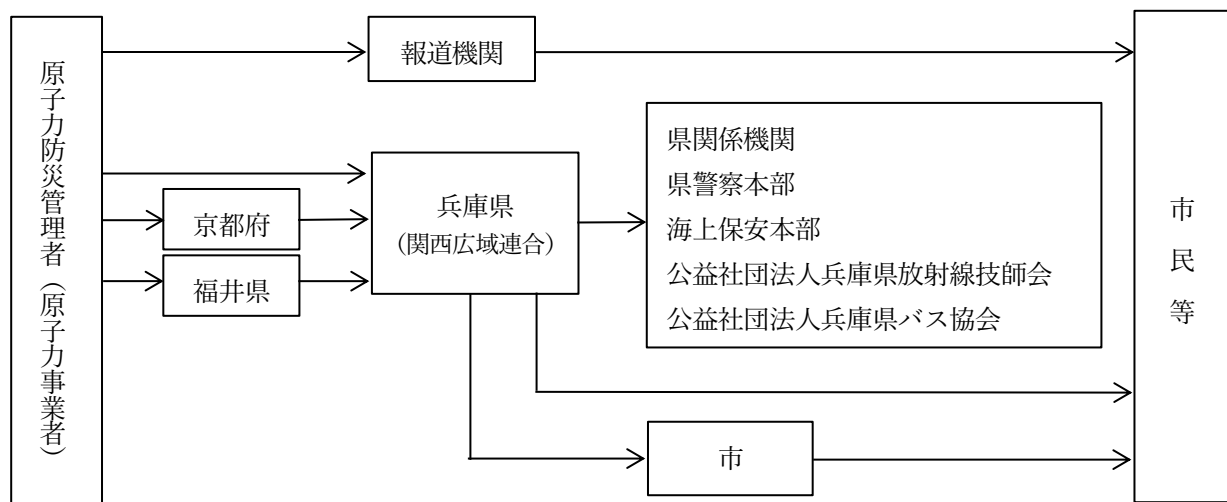 原子力防災管理者（原子力事業者）
報道機関
京都府
福井県
兵庫県
(関西広域連合)
県関係機関
県警察本部
海上保安本部
公益社団法人兵庫県放射線技師会
公益社団法人兵庫県バス協会
市
市民等